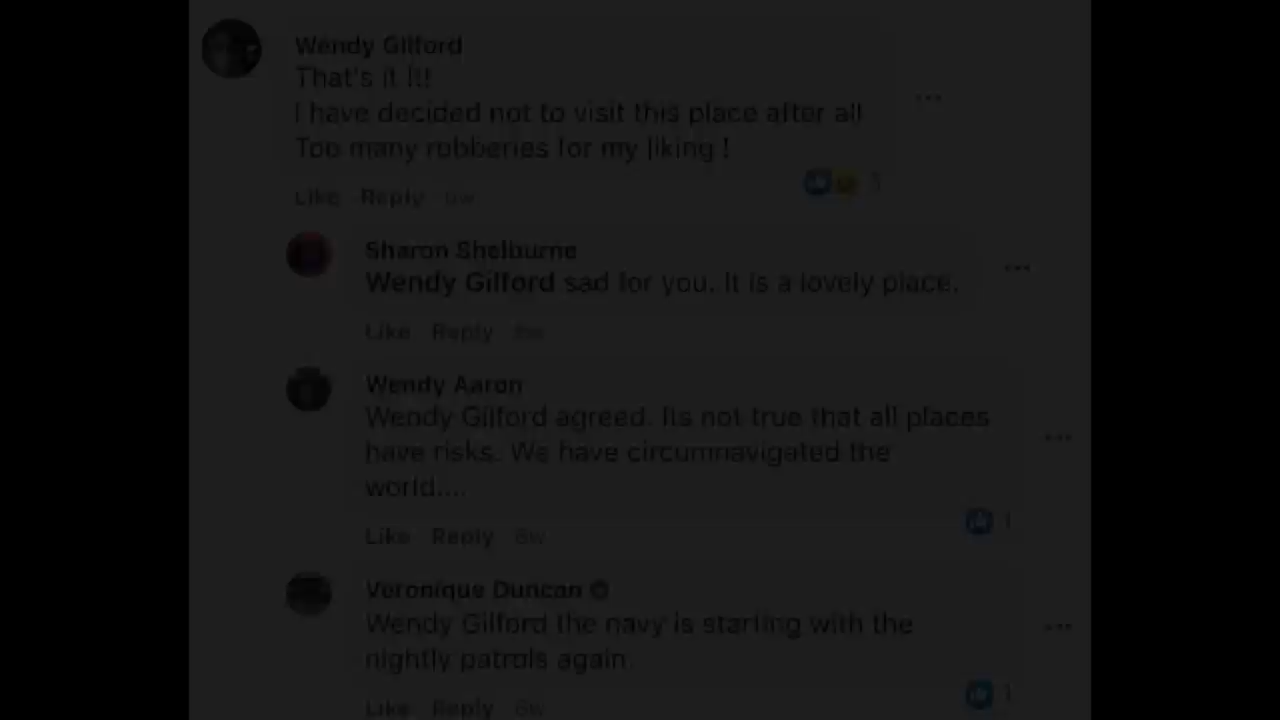 Wendy Gilford
That's it !!!
I have decided not to visit this place after all
Too many robberies for my liking !
Like Reply 6w
3
Sharon Shelburne
Wendy Gilford sad for you. It is a lovely place.
Like Reply 6w
Wendy Aaron
Wendy Gilford agreed. Its not true that all places
have risks. We have circumnavigated the
world....
Like Reply 6w
1
Veronique Duncan
Wendy Gilford the navy is starting with the
nightly patrols again.
Like Reply 6w
1